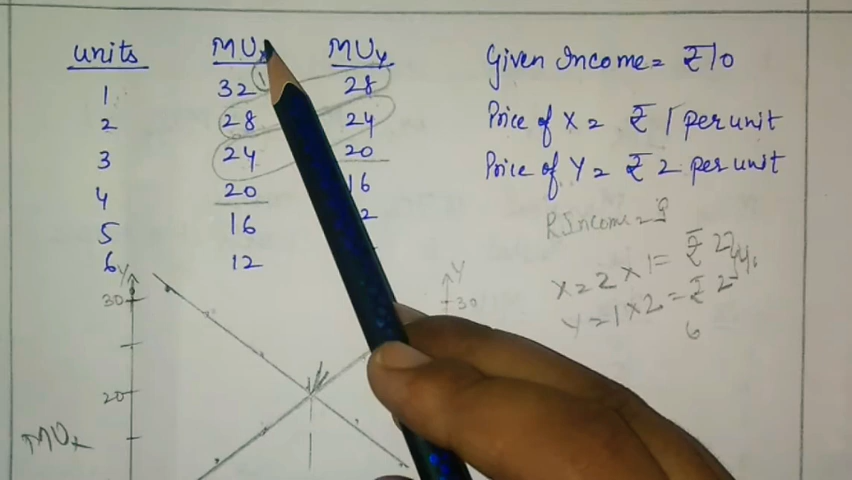 units MUx MUy
1 32 28
2 28 24
3 24 20
4 20 16
5 16
6 12
Given Income = ₹10
Price of X = ₹ 1 per unit
Price of Y = ₹ 2 per unit
R Income = ?
X = 2 x 1 = ₹ 2
Y = 1 x 2 = ₹ 2
6
Y
30
20
MUx
Y
30